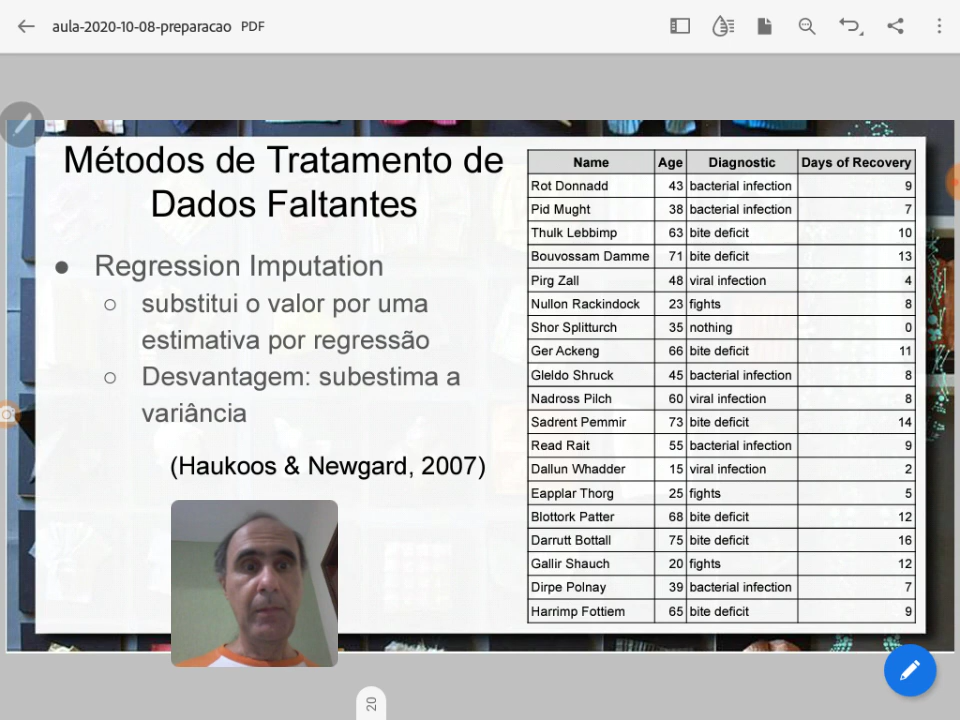 aula-2020-10-08-preparacao PDF
Métodos de Tratamento de
Dados Faltantes
● Regression Imputation
○ substitui o valor por uma
estimativa por regressão
○ Desvantagem: subestima a
variância
(Haukoos & Newgard, 2007)
Name Age Diagnostic Days of Recovery
Rot Donnadd 43 bacterial infection 9
Pid Mught 38 bacterial infection 7
Thulk Lebbimp 63 bite deficit 10
Bouvossam Damme 71 bite deficit 13
Pirg Zall 48 viral infection 4
Nullon Rackindock 23 fights 8
Shor Splitturch 35 nothing 0
Ger Ackeng 66 bite deficit 11
Gleldo Shruck 45 bacterial infection 8
Nadross Pilch 60 viral infection 8
Sadrent Pemmir 73 bite deficit 14
Read Rait 55 bacterial infection 9
Dallun Whadder 15 viral infection 2
Eapplar Thorg 25 fights 5
Blottork Patter 68 bite deficit 12
Darrutt Bottall 75 bite deficit 16
Gallir Shauch 20 fights 12
Dirpe Polnay 39 bacterial infection 7
Harrimp Fottiem 65 bite deficit 9
20